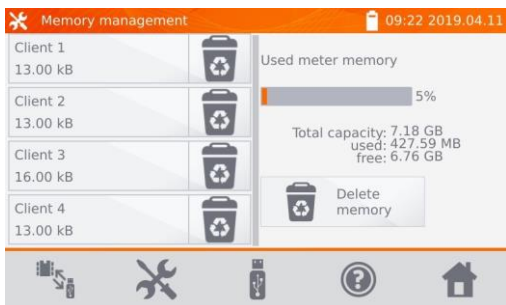 Memory management
09:22 2019.04.11
Client 1
13.00 kB
Client 2
13.00 kB
Client 3
16.00 kB
Client 4
13.00 kB
Used meter memory
5%
Total capacity: 7.18 GB
used: 427.59 MB
free: 6.76 GB
Delete
memory